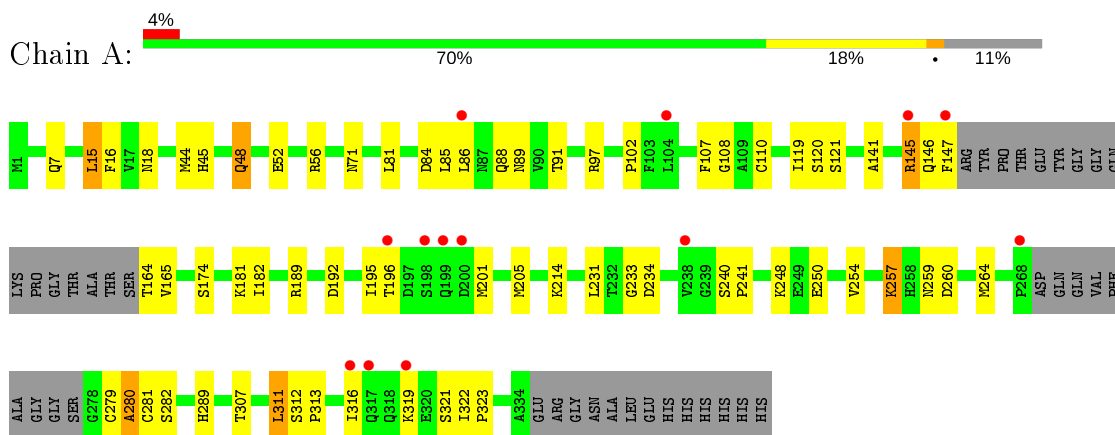 4%
Chain A:
70% 18% • 11%
M1 Q7 L15 F16 V17 N18 M44 H45 Q48 E52 R56 N71 L81 D84 L85 L86 N87 Q88 N89 V90 T91 R97 P102 F103 L104 F107 G108 A109 C110 I119 S120 S121 A141 R145 Q146 F147 ARG TYR PRO THR GLU TYR GLY GLY GLN
LYS PRO GLY THR ALA THR SER T164 V165 S174 K181 I182 R189 D192 I195 T196 D197 S198 Q199 D200 M201 M205 K214 L231 T232 G233 D234 V238 G239 S240 P241 K248 E249 E250 V254 K257 H258 N259 D260 M264 P268 ASP GLN GLN VAL PHE
ALA GLY GLY SER G278 C279 A280 C281 S282 H289 T307 L311 S312 P313 I316 Q317 Q318 K319 E320 S321 I322 P323 A334 GLU ARG GLY ASN ALA LEU GLU HIS HIS HIS HIS HIS HIS